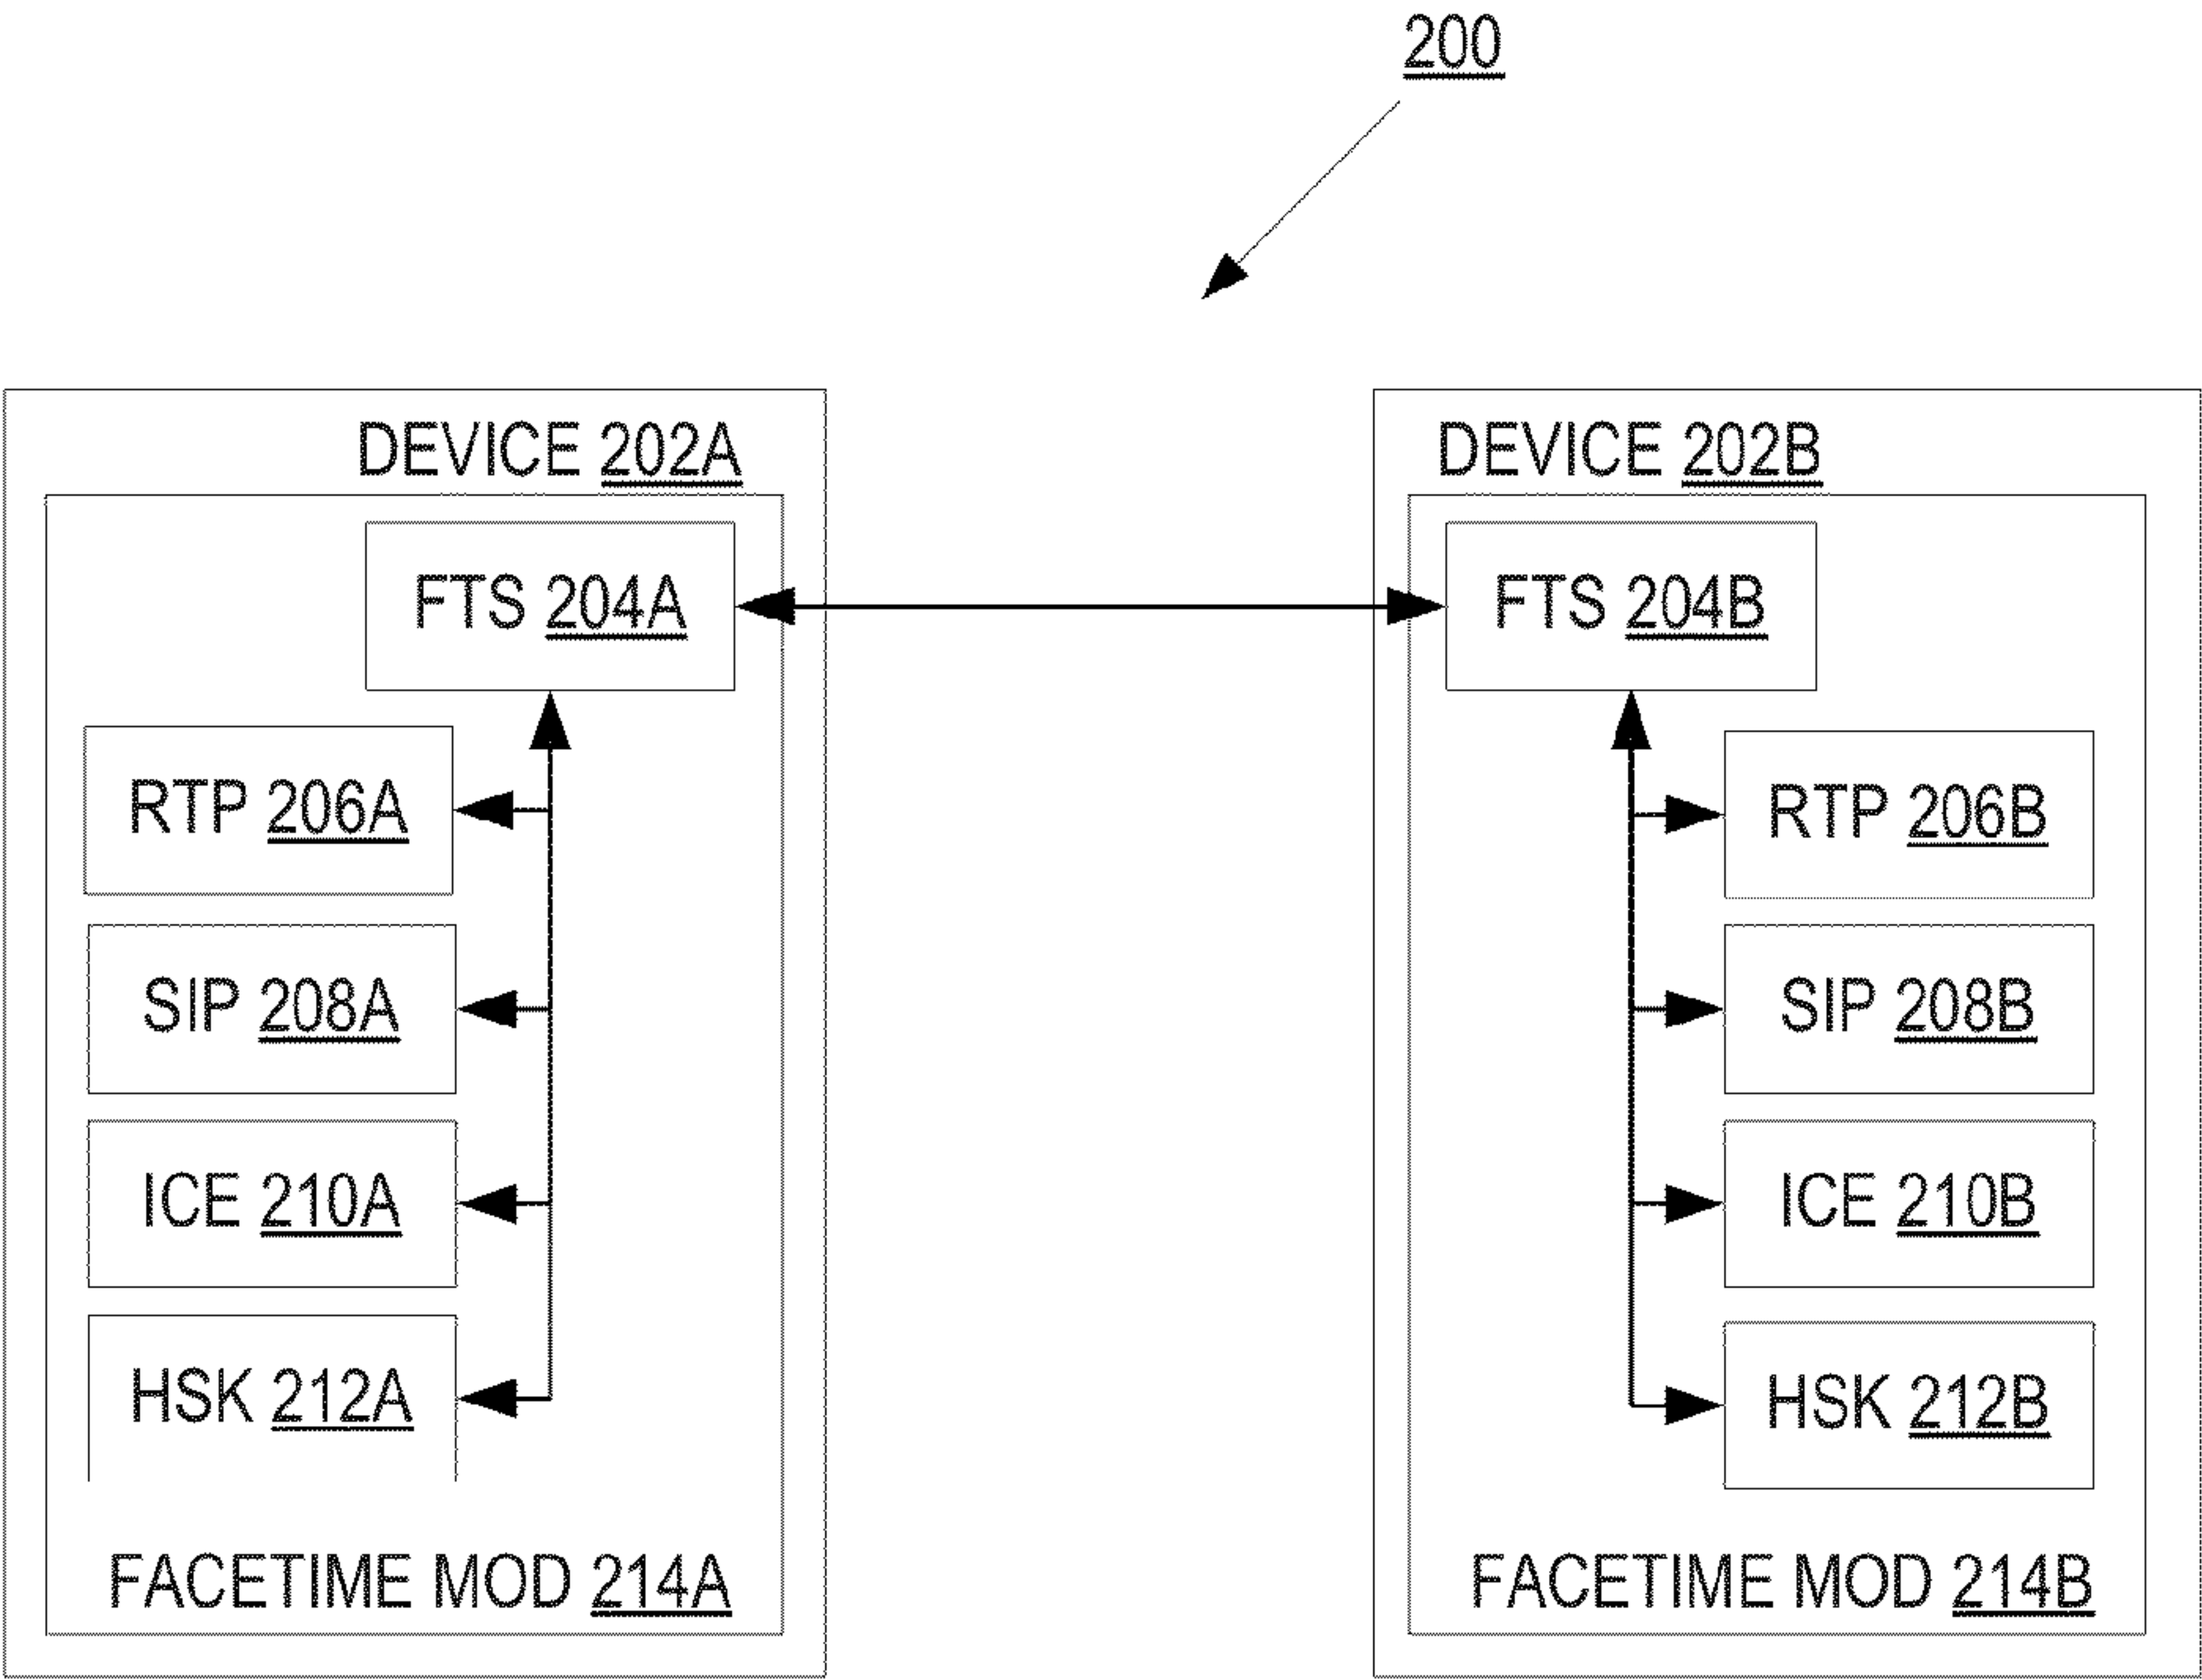 200
DEVICE 202A
FTS 204A
RTP 206A
SIP 208A
ICE 210A
HSK 212A
FACETIME MOD 214A
DEVICE 202B
FTS 204B
RTP 206B
SIP 208B
ICE 210B
HSK 212B
FACETIME MOD 214B